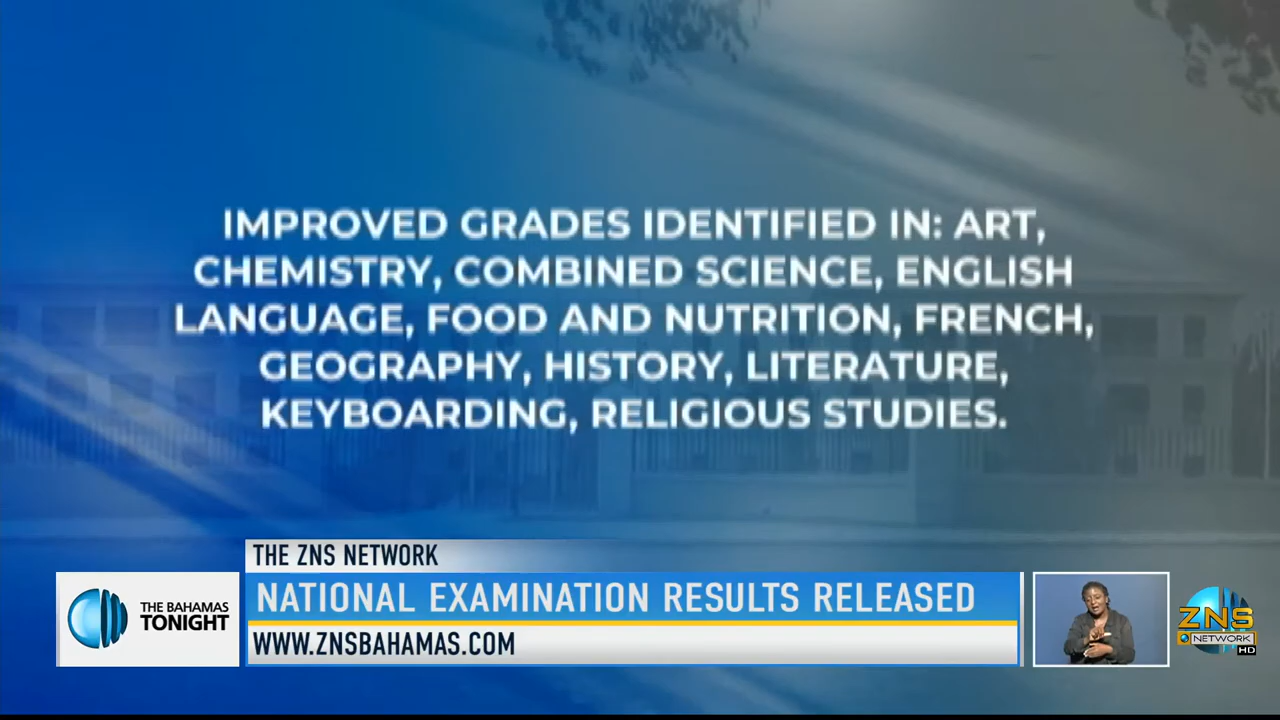 IMPROVED GRADES IDENTIFIED IN: ART,
CHEMISTRY, COMBINED SCIENCE, ENGLISH
LANGUAGE, FOOD AND NUTRITION, FRENCH,
GEOGRAPHY, HISTORY, LITERATURE,
KEYBOARDING, RELIGIOUS STUDIES.
THE ZNS NETWORK
NATIONAL EXAMINATION RESULTS RELEASED
WWW.ZNSBAHAMAS.COM
THE BAHAMAS
TONIGHT
ZNS
NETWORK
HD